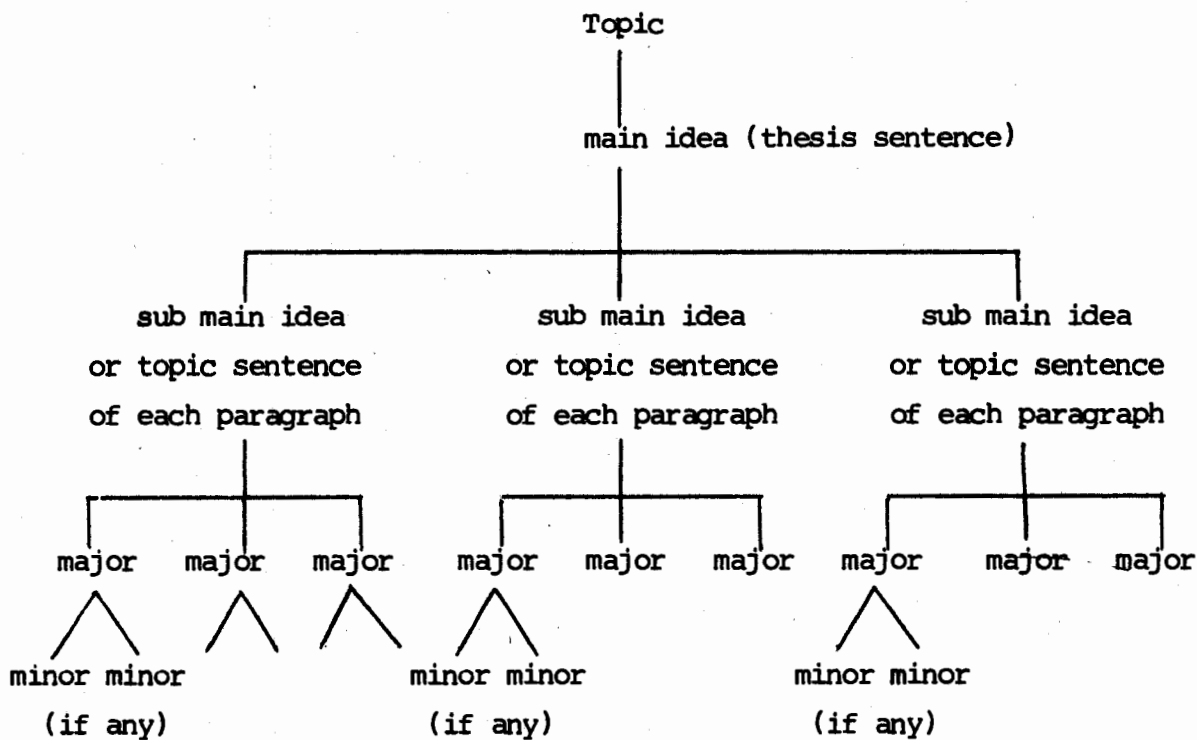 Topic
main idea (thesis sentence)
sub main idea sub main idea sub main idea
or topic sentence or topic sentence or topic sentence
of each paragraph of each paragraph of each paragraph
major major major major major major major major major
minor minor minor minor minor minor
(if any) (if any) (if any)